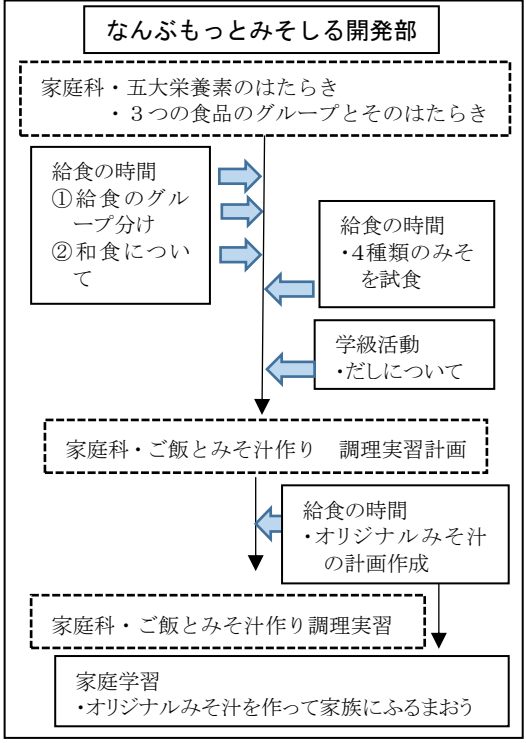 なんぶもっとみそしる開発部
家庭科・五大栄養素のはたらき
・３つの食品のグループとそのはたらき
給食の時間
①給食のグル
ープ分け
②和食につい
て
給食の時間
・4種類のみそ
を試食
学級活動
・だしについて
家庭科・ご飯とみそ汁作り　調理実習計画
給食の時間
・オリジナルみそ汁
の計画作成
家庭科・ご飯とみそ汁作り調理実習
家庭学習
・オリジナルみそ汁を作って家族にふるまおう